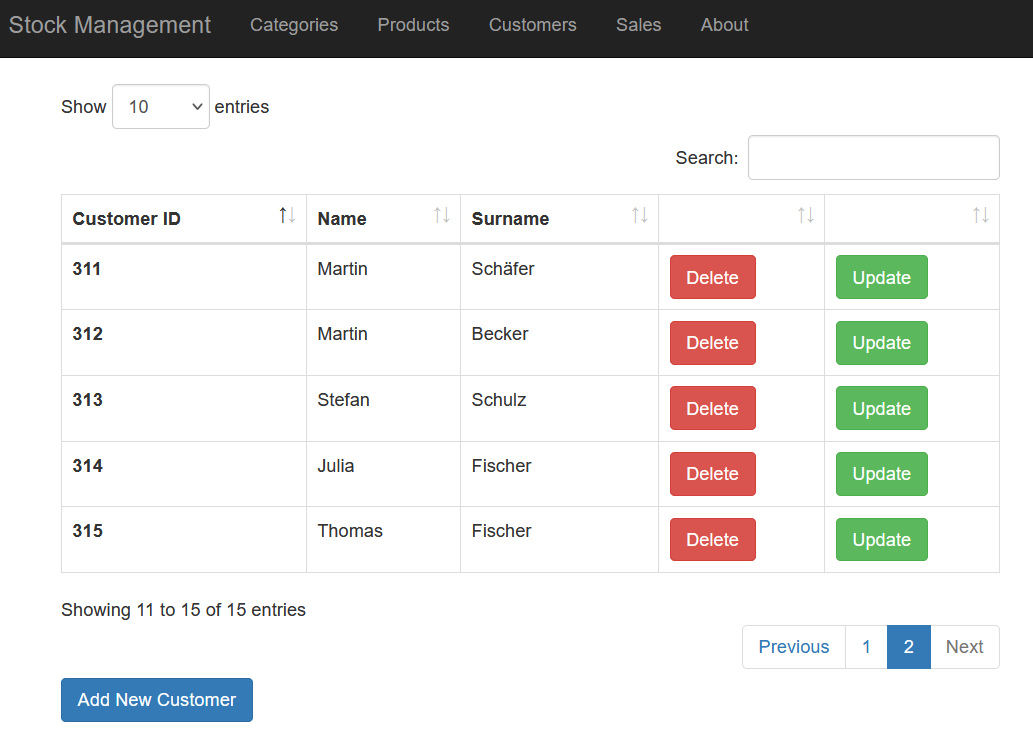 Stock Management Categories Products Customers Sales About
Show 10 entries
Search:
Customer ID Name Surname
311 Martin Schäfer Delete Update
312 Martin Becker Delete Update
313 Stefan Schulz Delete Update
314 Julia Fischer Delete Update
315 Thomas Fischer Delete Update
Showing 11 to 15 of 15 entries
Previous 1 2 Next
Add New Customer